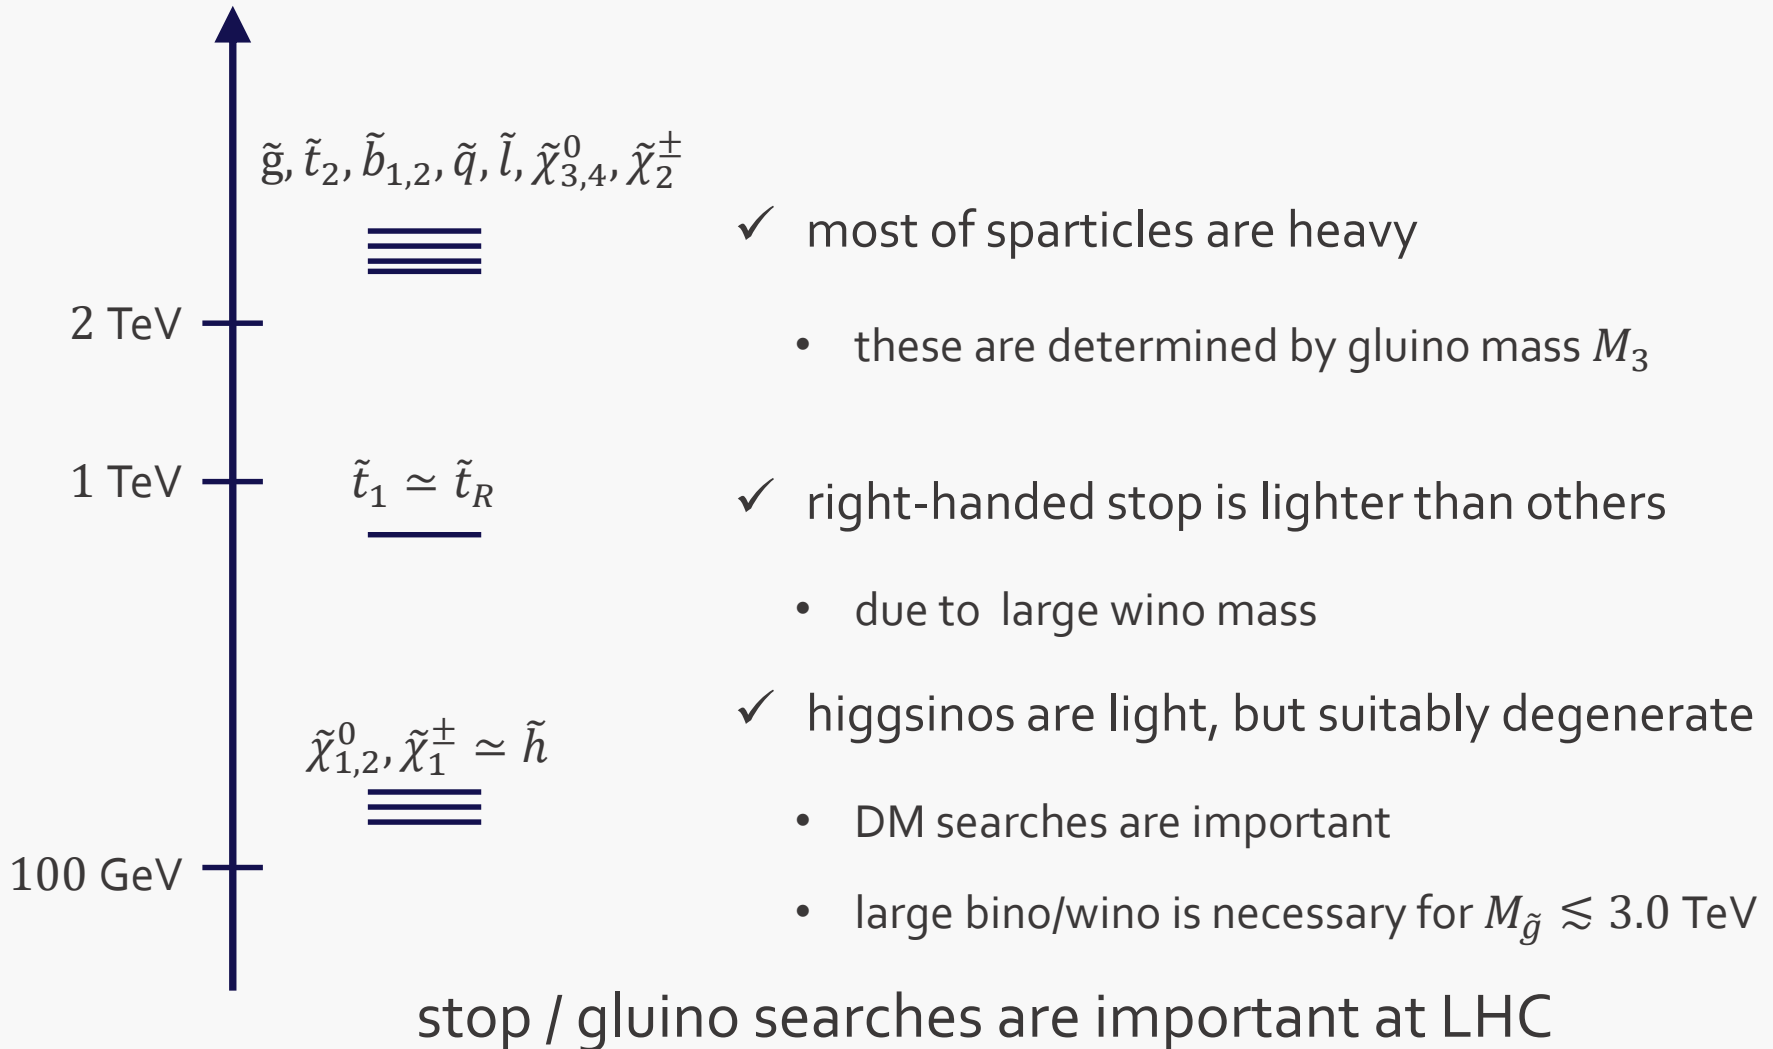 g̃, t̃₂, b̃₁,₂, q̃, l̃, χ̃⁰₃,₄, χ̃±₂
✓ most of sparticles are heavy
2 TeV
• these are determined by gluino mass M₃
1 TeV
t̃₁ ≃ t̃_R
✓ right-handed stop is lighter than others
• due to large wino mass
✓ higgsinos are light, but suitably degenerate
χ̃⁰₁,₂, χ̃±₁ ≃ h̃
• DM searches are important
100 GeV
• large bino/wino is necessary for M_g̃ ≲ 3.0 TeV
stop / gluino searches are important at LHC